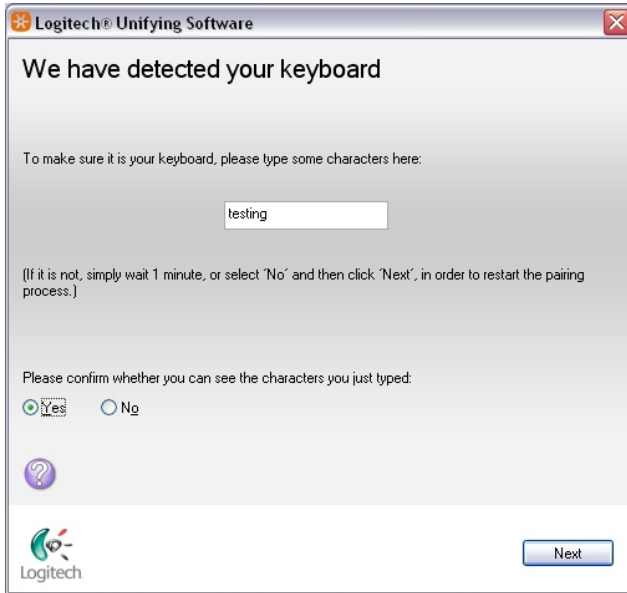 Logitech® Unifying Software
We have detected your keyboard
To make sure it is your keyboard, please type some characters here:
testing
(If it is not, simply wait 1 minute, or select ´No´ and then click ´Next´, in order to restart the pairing
process.)
Please confirm whether you can see the characters you just typed:
Yes No
?
Logitech
Next